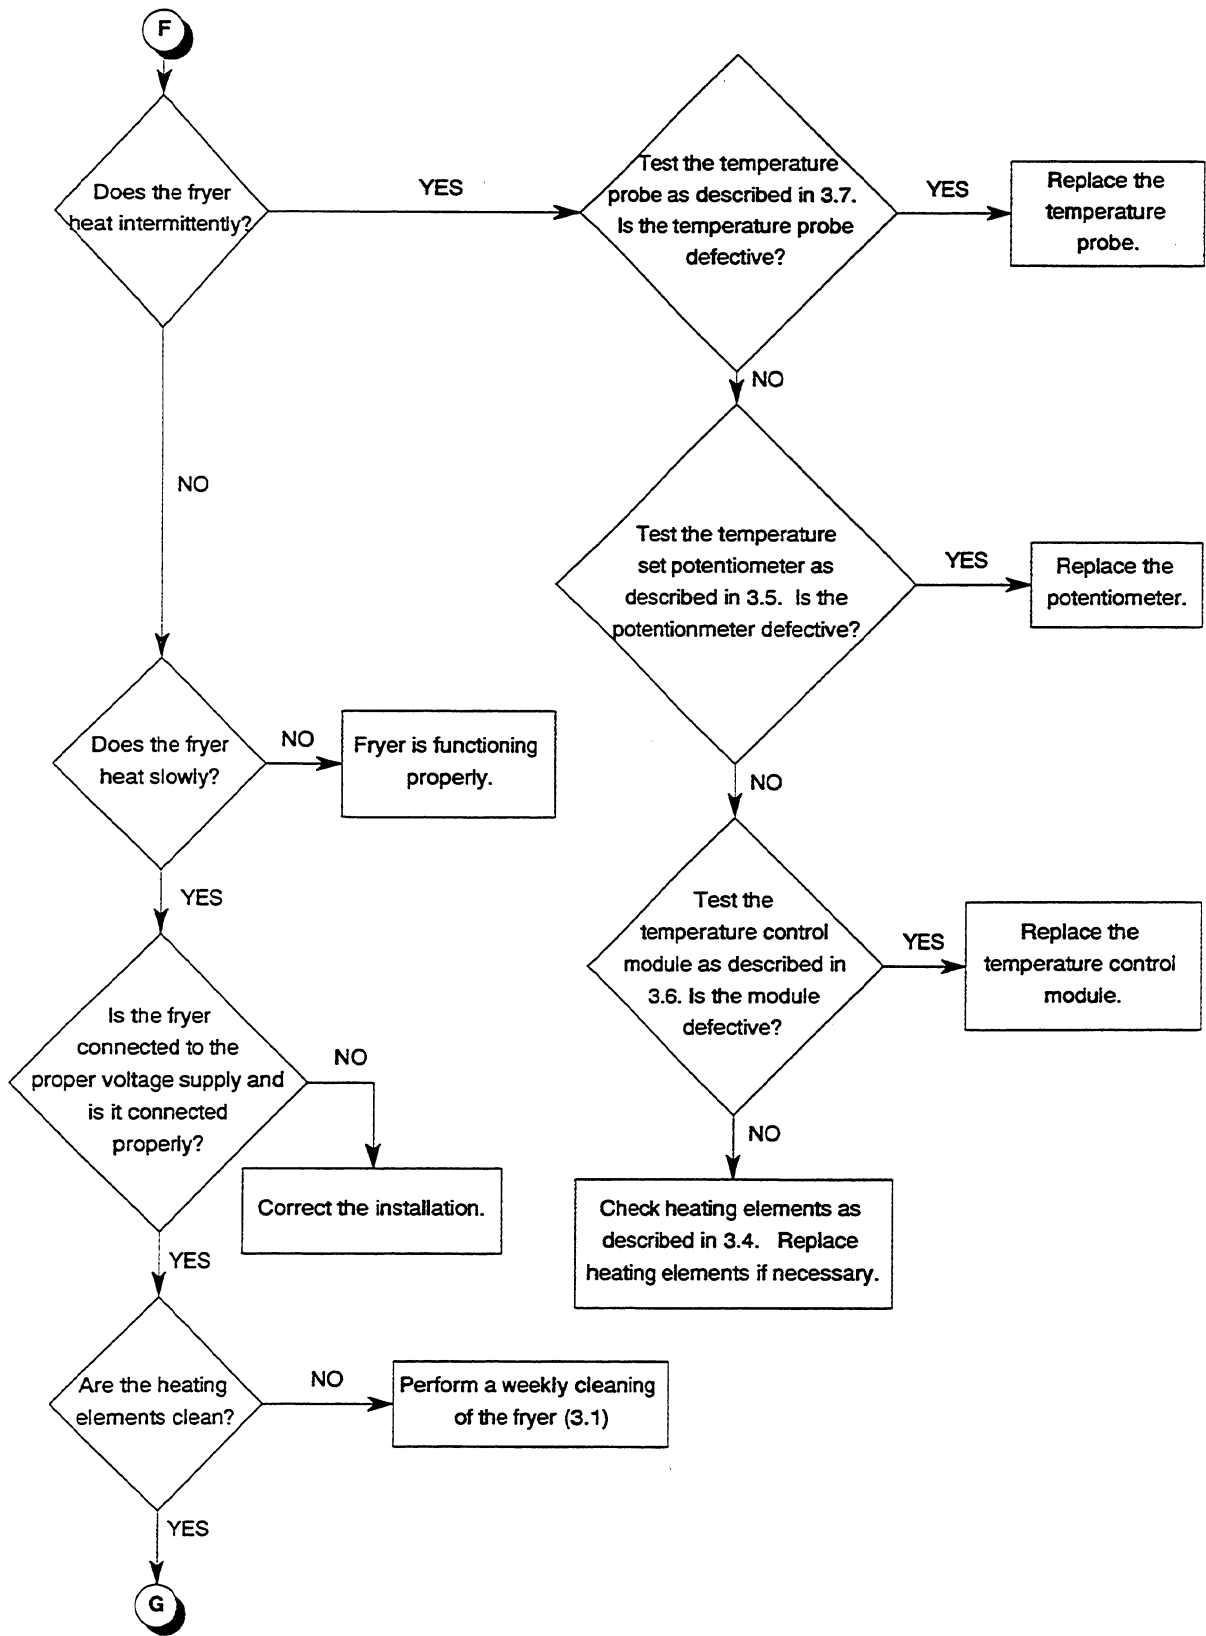 F
Does the fryer
heat intermittently?
YES
Test the temperature
probe as described in 3.7.
Is the temperature probe
defective?
YES
Replace the
temperature
probe.
NO
NO
Test the temperature
set potentiometer as
described in 3.5. Is the
potentionmeter defective?
YES
Replace the
potentiometer.
Does the fryer
heat slowly?
NO
Fryer is functioning
properly.
NO
YES
Test the
temperature control
module as described in
3.6. Is the module
defective?
YES
Replace the
temperature control
module.
Is the fryer
connected to the
proper voltage supply and
is it connected
properly?
NO
Correct the installation.
NO
Check heating elements as
described in 3.4. Replace
heating elements if necessary.
YES
Are the heating
elements clean?
NO
Perform a weekly cleaning
of the fryer (3.1)
YES
G